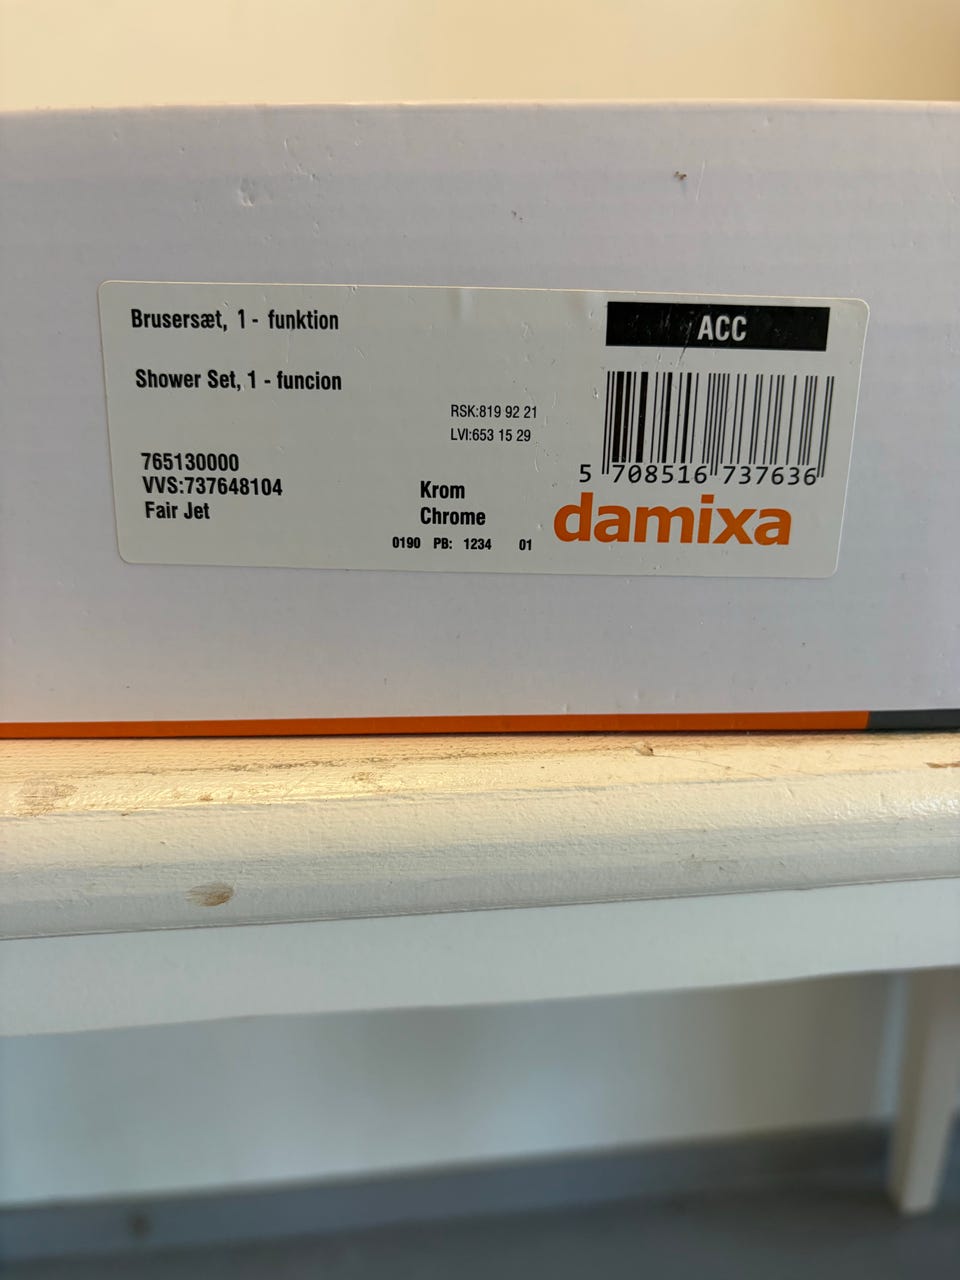 Brusersæt, 1 - funktion
ACC
Shower Set, 1 - funcion
RSK:819 92 21
LVI:653 15 29
765130000
VVS:737648104
Fair Jet
Krom
Chrome
0190 PB: 1234 01
5 708516 737636
damixa